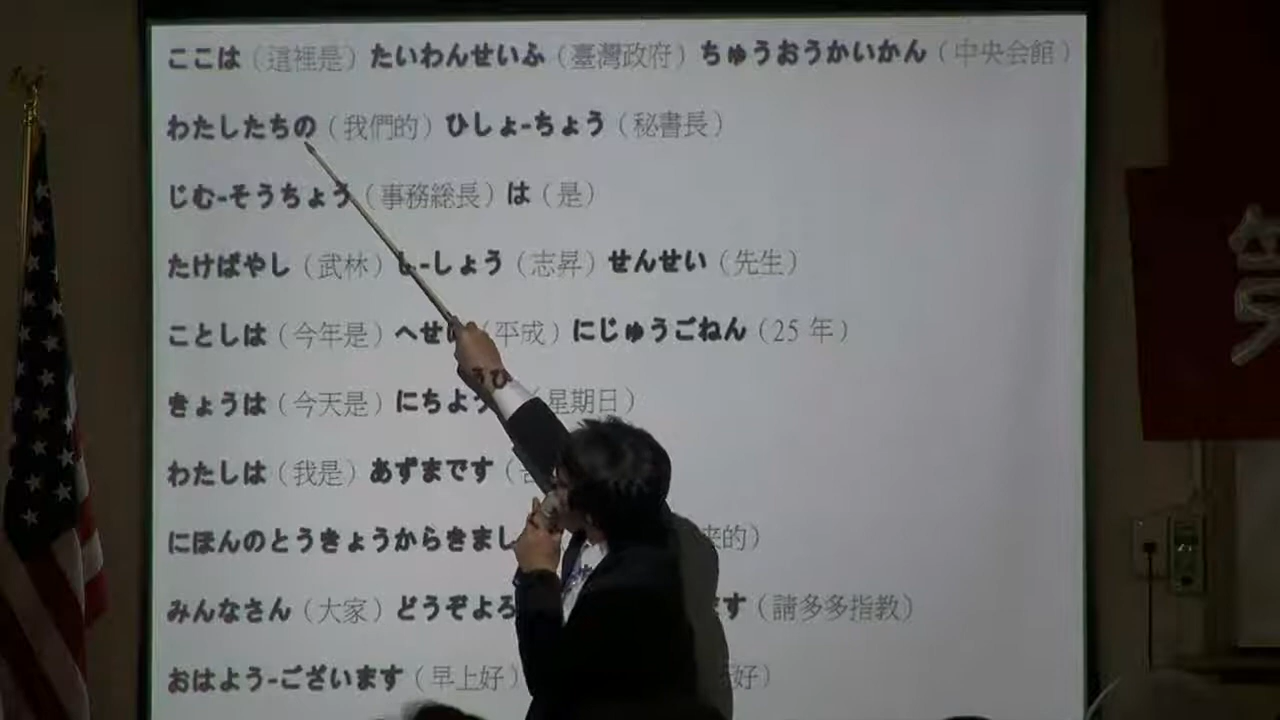 ここは（這裡是）たいわんせいふ（臺灣政府）ちゅうおうかいかん（中央会館）
わたしたちの（我們的）ひしょ-ちょう（秘書長）
じむ-そうちょう（事務総長）は（是）
たけばやし（武林）し-しょう（志昇）せんせい（先生）
ことしは（今年是）へせい（平成）にじゅうごねん（25 年）
きょうは（今天是）にちよう（星期日）
わたしは（我是）あずまです（
にほんのとうきょうからきまし 来的）
みんなさん（大家）どうぞよろ ます（請多多指教）
おはよう-ございます（早上好） 好）